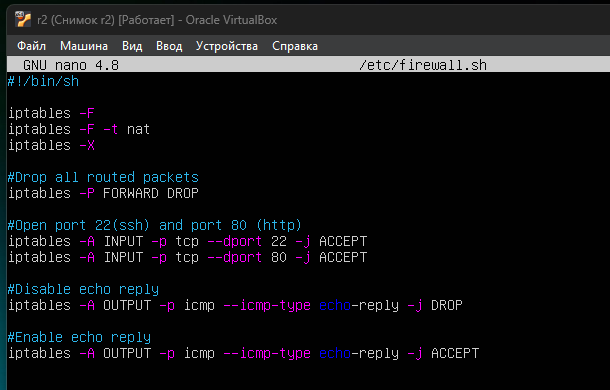 r2 (Снимок r2) [Работает] - Oracle VirtualBox
Файл Машина Вид Ввод Устройства Справка
GNU nano 4.8 /etc/firewall.sh
#!/bin/sh
iptables -F
iptables -F -t nat
iptables -X
#Drop all routed packets
iptables -P FORWARD DROP
#Open port 22(ssh) and port 80 (http)
iptables -A INPUT -p tcp --dport 22 -j ACCEPT
iptables -A INPUT -p tcp --dport 80 -j ACCEPT
#Disable echo reply
iptables -A OUTPUT -p icmp --icmp-type echo-reply -j DROP
#Enable echo reply
iptables -A OUTPUT -p icmp --icmp-type echo-reply -j ACCEPT